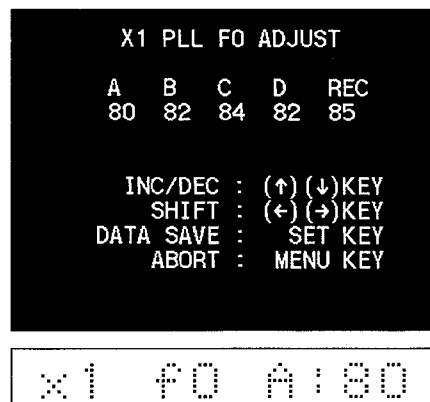 X1 PLL F0 ADJUST
A B C D REC
80 82 84 82 85
INC/DEC : (↑)(↓)KEY
SHIFT : (←)(→)KEY
DATA SAVE : SET KEY
ABORT : MENU KEY
x1 f0 A:80